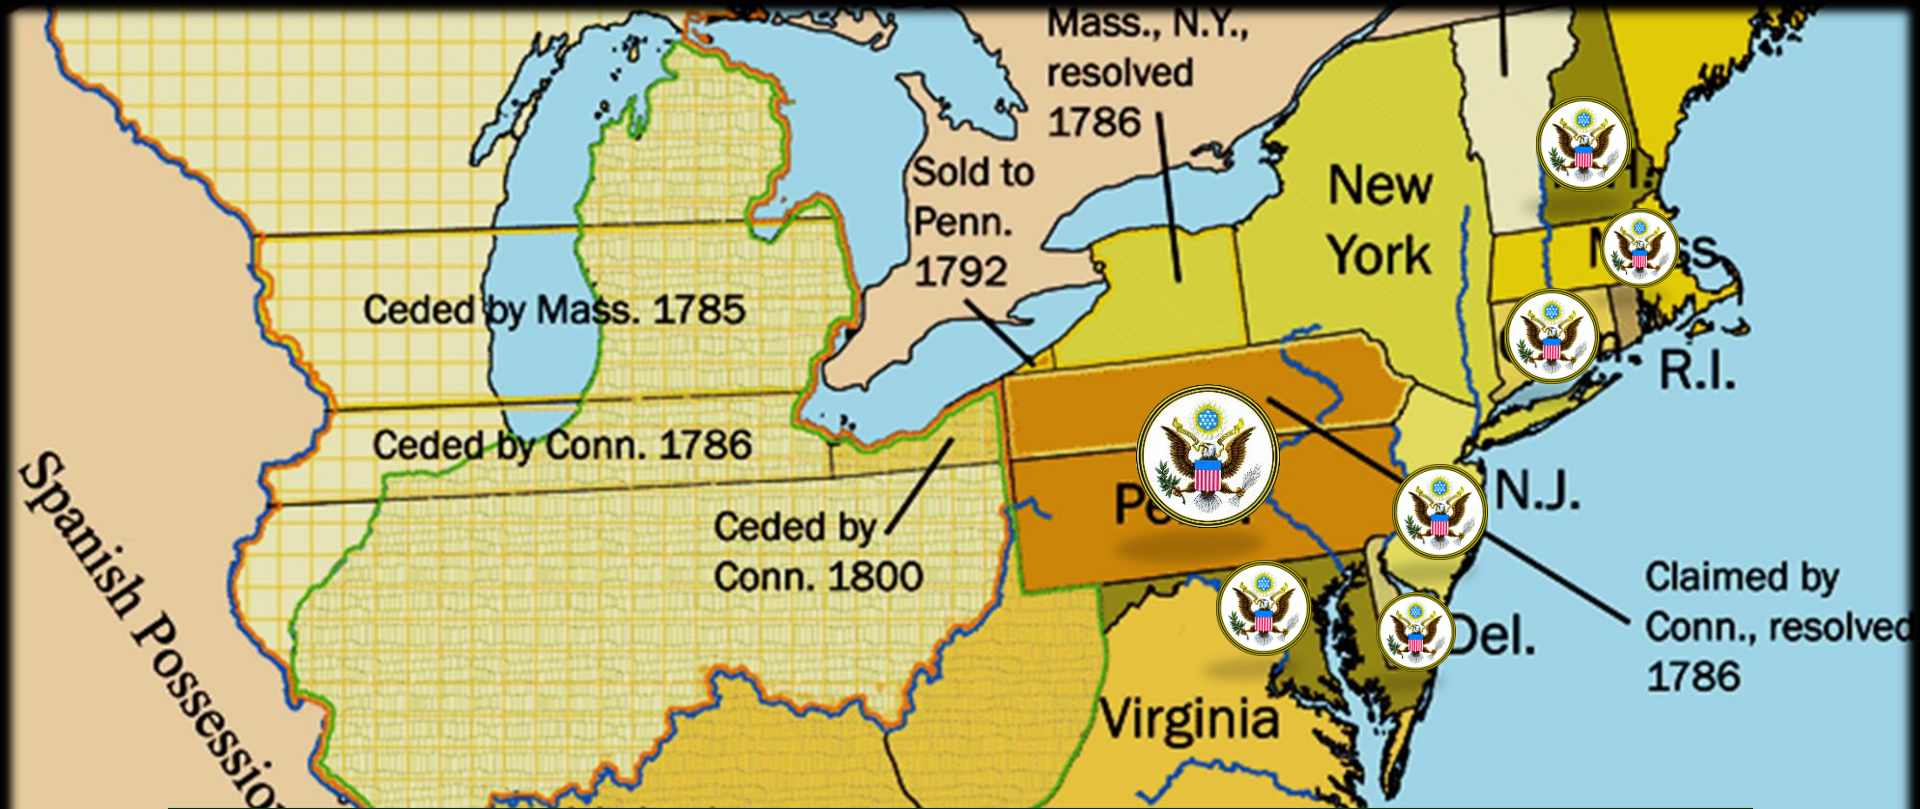 Mass., N.Y.,
resolved
1786
Sold to
Penn.
1792
New
York
Ceded by Mass. 1785
R.I.
Ceded by Conn. 1786
N.J.
Ceded by
Conn. 1800
Claimed by
Conn., resolved
1786
Del.
Virginia
Spanish